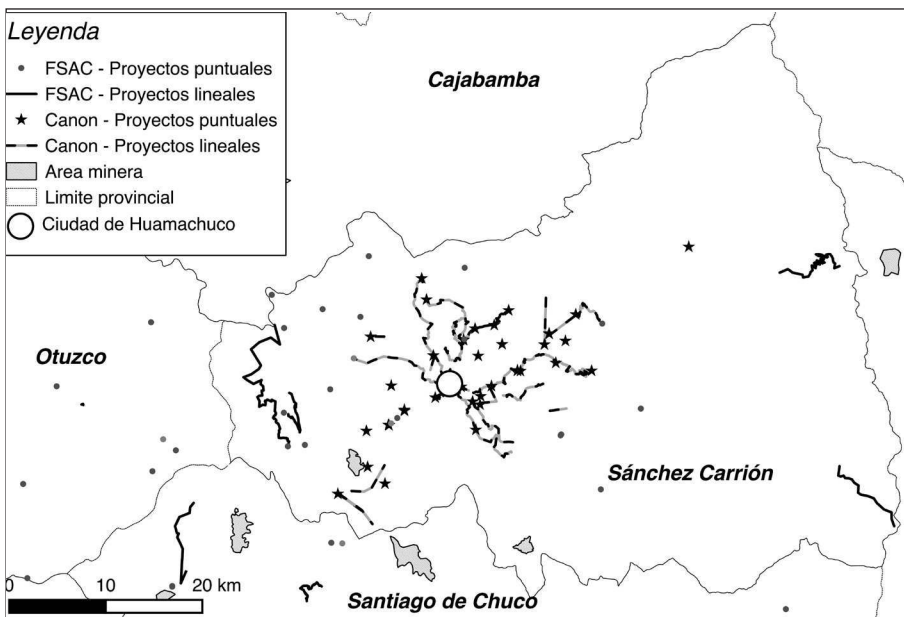 Leyenda
FSAC - Proyectos puntuales
FSAC - Proyectos lineales
Canon - Proyectos puntuales
Canon - Proyectos lineales
Area minera
Limite provincial
Ciudad de Huamachuco
Cajabamba
Otuzco
Sánchez Carrión
0 10 20 km
Santiago de Chuco